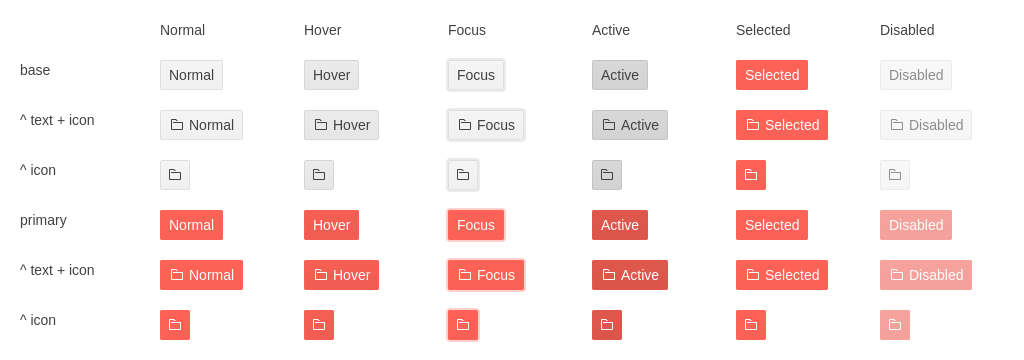 Normal Hover Focus Active Selected Disabled
base Normal Hover Focus Active Selected Disabled
^ text + icon Normal Hover Focus Active Selected Disabled
^ icon
primary Normal Hover Focus Active Selected Disabled
^ text + icon Normal Hover Focus Active Selected Disabled
^ icon